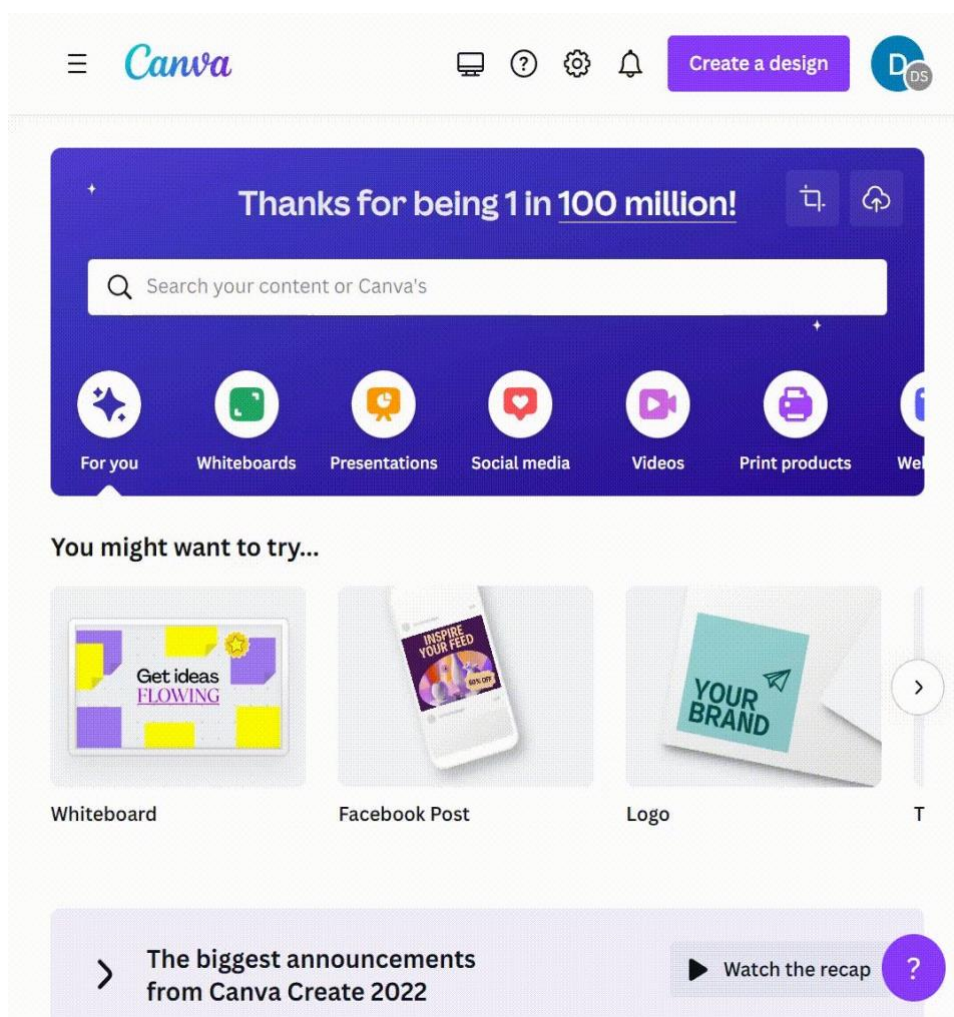 Canva
Create a design
D
DS
Thanks for being 1 in 100 million!
Search your content or Canva's
For you
Whiteboards
Presentations
Social media
Videos
Print products
You might want to try...
Get ideas
FLOWING
INSPIRE
YOUR FEED
YOUR
BRAND
Whiteboard
Facebook Post
Logo
T
The biggest announcements
from Canva Create 2022
Watch the recap
?